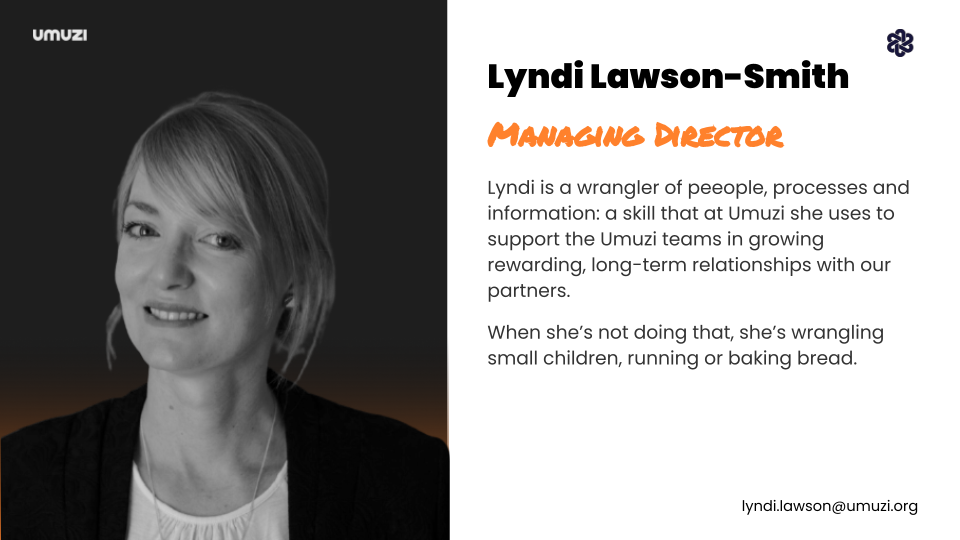 umuzi
Lyndi Lawson-Smith
Managing Director
Lyndi is a wrangler of peeople, processes and
information: a skill that at Umuzi she uses to
support the Umuzi teams in growing
rewarding, long-term relationships with our
partners.
When she’s not doing that, she’s wrangling
small children, running or baking bread.
lyndi.lawson@umuzi.org